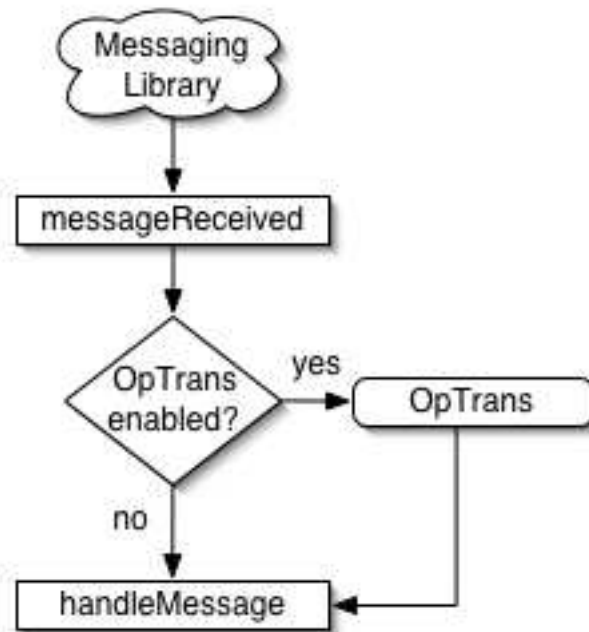 Messaging
Library
messageReceived
OpTrans
enabled?
yes
OpTrans
no
handleMessage